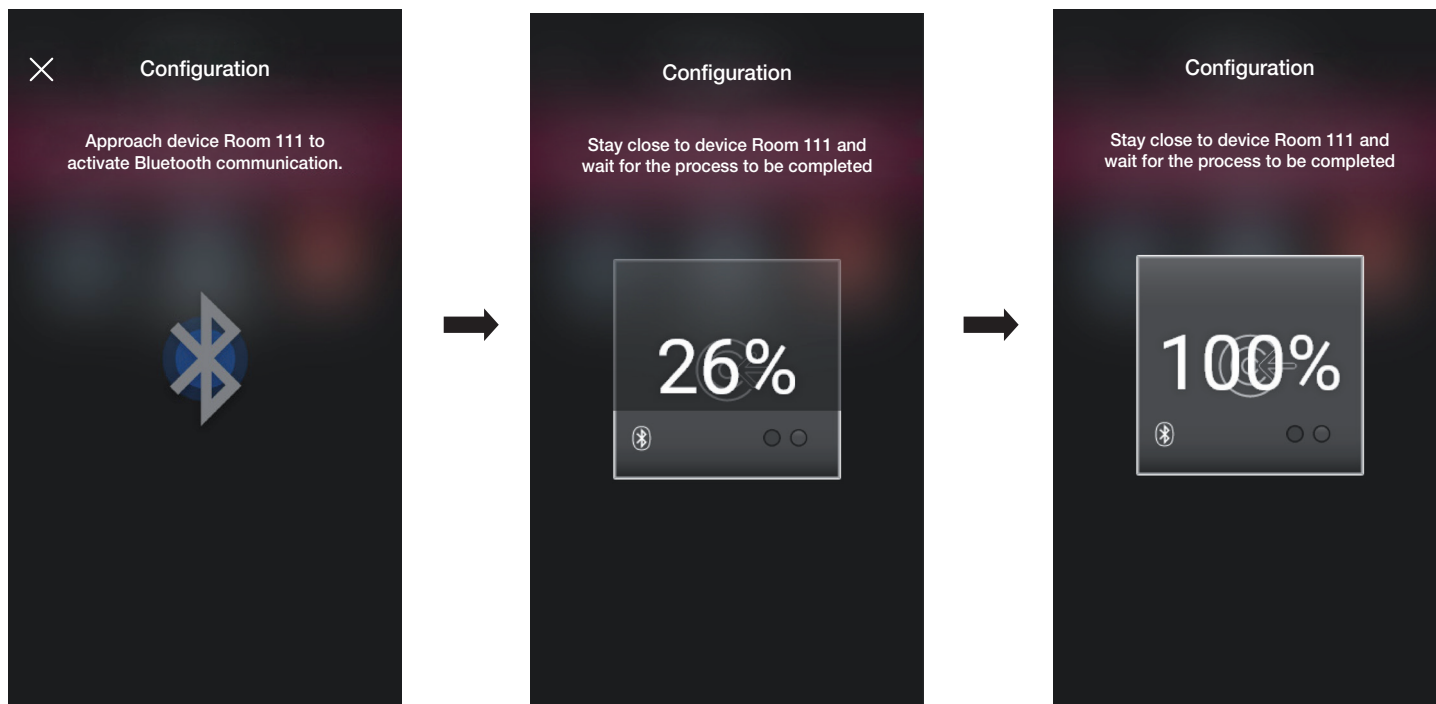 Configuration
Approach device Room 111 to
activate Bluetooth communication.
Configuration
Stay close to device Room 111 and
wait for the process to be completed
26%
Configuration
Stay close to device Room 111 and
wait for the process to be completed
100%